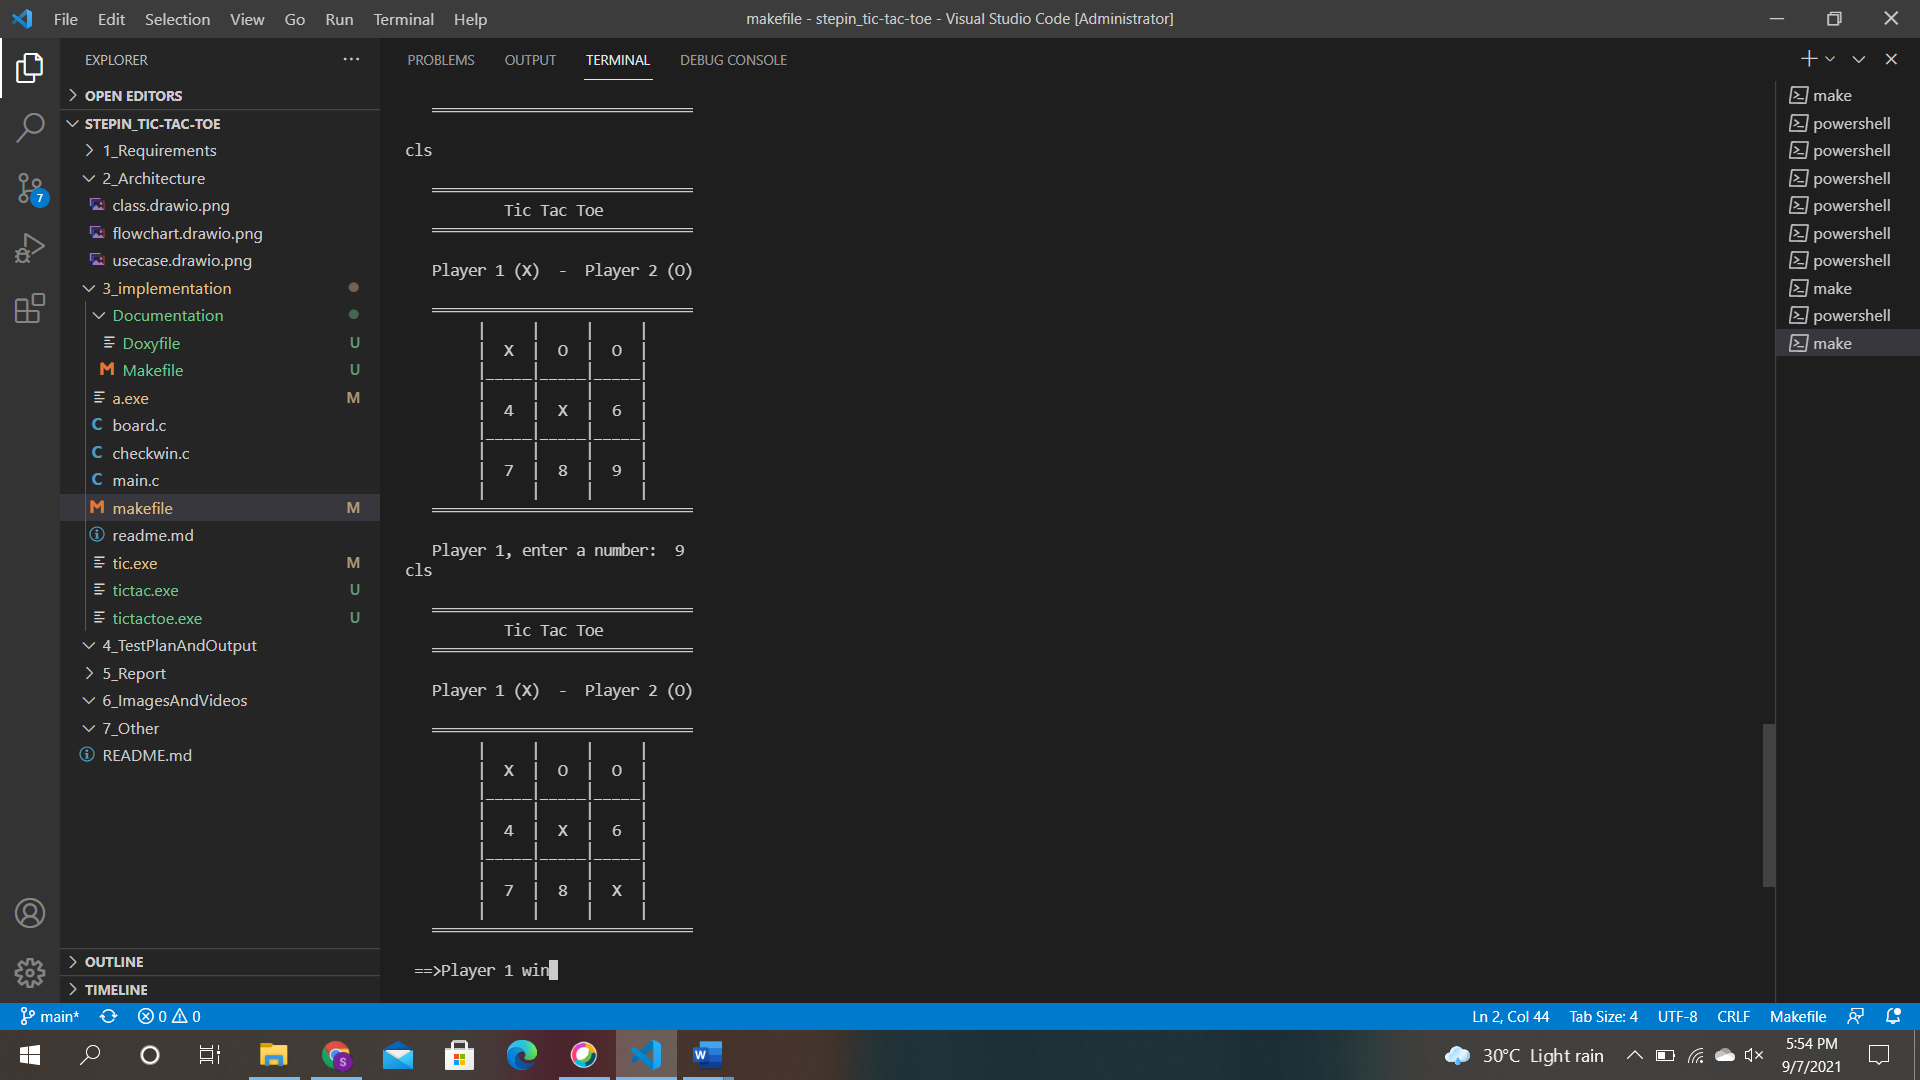 File Edit Selection View Go Run Terminal Help
makefile - stepin_tic-tac-toe - Visual Studio Code [Administrator]
EXPLORER
OPEN EDITORS
STEPIN_TIC-TAC-TOE
1_Requirements
2_Architecture
class.drawio.png
flowchart.drawio.png
usecase.drawio.png
3_implementation
Documentation
Doxyfile U
Makefile U
a.exe M
board.c
checkwin.c
main.c
makefile M
readme.md
tic.exe M
tictac.exe U
tictactoe.exe U
4_TestPlanAndOutput
5_Report
6_ImagesAndVideos
7_Other
README.md
OUTLINE
TIMELINE
7
PROBLEMS OUTPUT TERMINAL DEBUG CONSOLE
cls
Tic Tac Toe
Player 1 (X) - Player 2 (O)
X | O | O
4 | X | 6
7 | 8 | 9
Player 1, enter a number: 9
cls
Tic Tac Toe
Player 1 (X) - Player 2 (O)
X | O | O
4 | X | 6
7 | 8 | X
==>Player 1 win
make
powershell
powershell
powershell
powershell
powershell
powershell
make
powershell
make
main* 0 0
Ln 2, Col 44 Tab Size: 4 UTF-8 CRLF Makefile
30°C Light rain
5:54 PM
9/7/2021